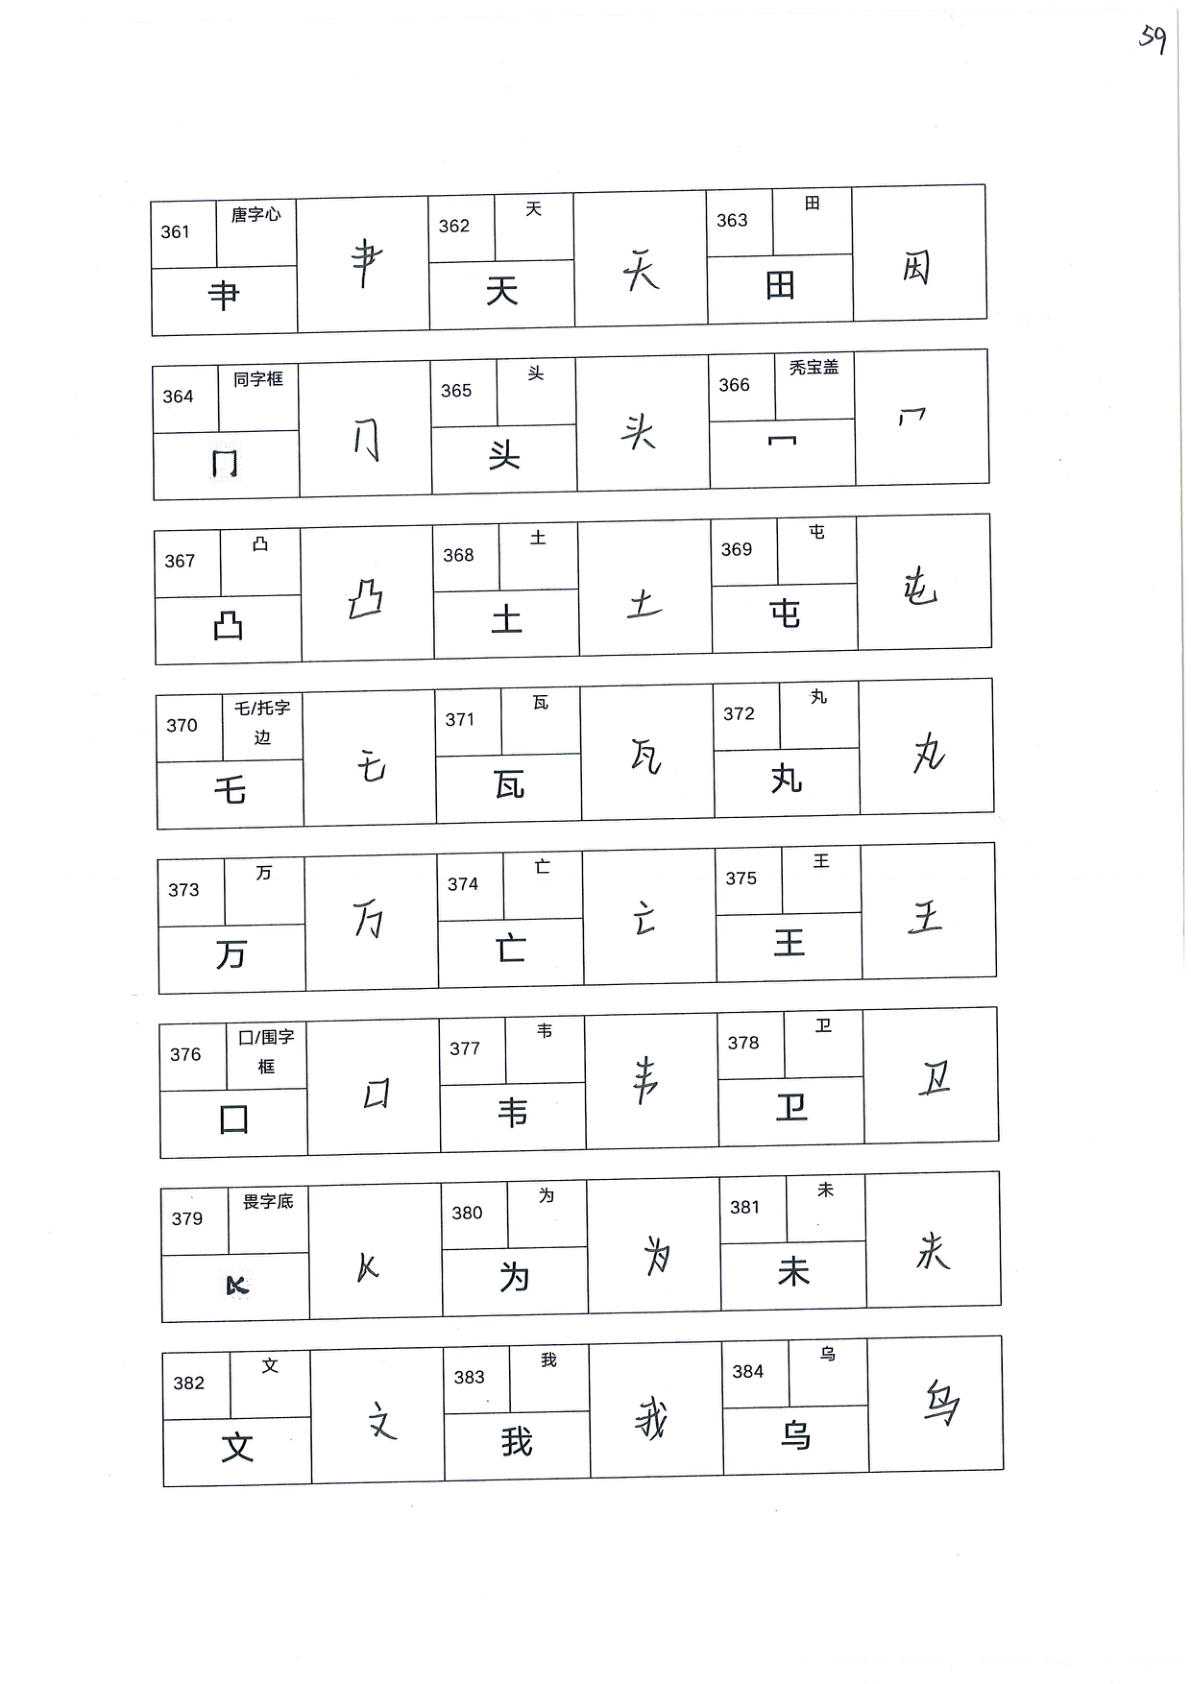 59
361 唐字心 肀 肀 362 天 天 天 363 田 田 田
364 同字框 冂 冂 365 头 头 头 366 秃宝盖 冖 冖
367 凸 凸 凸 368 土 土 土 369 屯 屯 屯
370 乇/托字边 乇 乇 371 瓦 瓦 瓦 372 丸 丸 丸
373 万 万 万 374 亡 亡 亡 375 王 王 王
376 囗/围字框 囗 囗 377 韦 韦 韦 378 卫 卫 卫
379 畏字底 380 为 为 为 381 未 未 未
382 文 文 文 383 我 我 我 384 乌 乌 乌